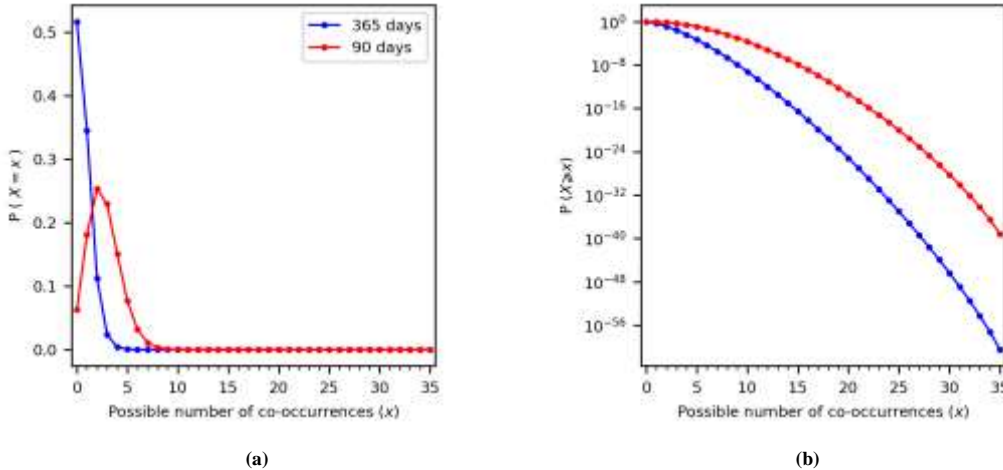 365 days
90 days
0.5
0.4
0.3
0.2
0.1
0.0
P ( X = x )
0 5 10 15 20 25 30 35
Possible number of co-occurrences (x)
(a)
10⁰
10⁻⁸
10⁻¹⁶
10⁻²⁴
10⁻³²
10⁻⁴⁰
10⁻⁴⁸
10⁻⁵⁶
P (X⩾x)
0 5 10 15 20 25 30 35
Possible number of co-occurrences (x)
(b)